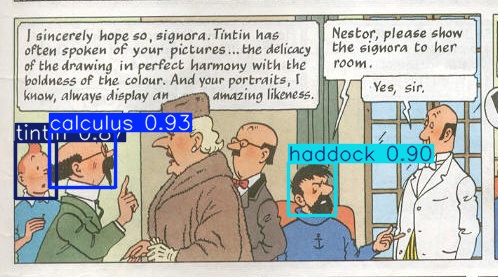 I sincerely hope so, signora. Tintin has
often spoken of your pictures... the delicacy
of the drawing in perfect harmony with the
boldness of the colour. And your portraits, I
know, always display an amazing likeness.
Nestor, please show
the signora to her
room.
Yes, sir.
tintin 0.87
calculus 0.93
haddock 0.90